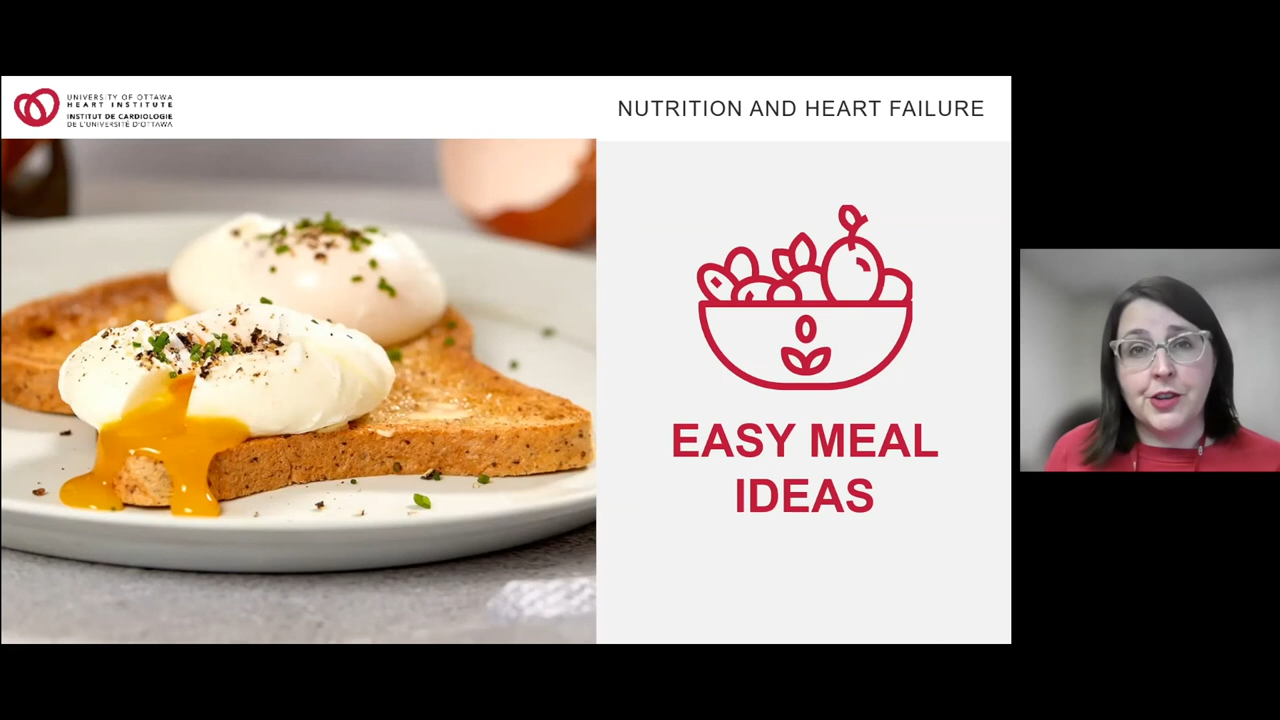 UNIVERSITY OF OTTAWA
HEART INSTITUTE
INSTITUT DE CARDIOLOGIE
DE L'UNIVERSITÉ D'OTTAWA
NUTRITION AND HEART FAILURE
EASY MEAL
IDEAS